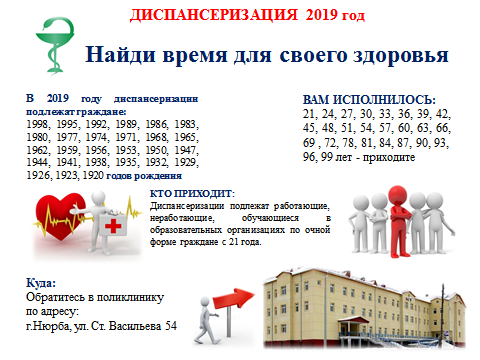 ДИСПАНСЕРИЗАЦИЯ 2019 год
Найди время для своего здоровья
В 2019 году диспансеризации
подлежат граждане:
1998, 1995, 1992, 1989, 1986, 1983,
1980, 1977, 1974, 1971, 1968, 1965,
1962, 1959, 1956, 1953, 1950, 1947,
1944, 1941, 1938, 1935, 1932, 1929,
1926, 1923, 1920 годов рождения
ВАМ ИСПОЛНИЛОСЬ:
21, 24, 27, 30, 33, 36, 39, 42,
45, 48, 51, 54, 57, 60, 63, 66,
69 , 72, 78, 81, 84, 87, 90, 93,
96, 99 лет - приходите
КТО ПРИХОДИТ:
Диспансеризации подлежат работающие,
неработающие, обучающиеся в
образовательных организациях по очной
форме граждане с 21 года.
Куда:
Обратитесь в поликлинику
по адресу:
г.Нюрба, ул. Ст. Васильева 54